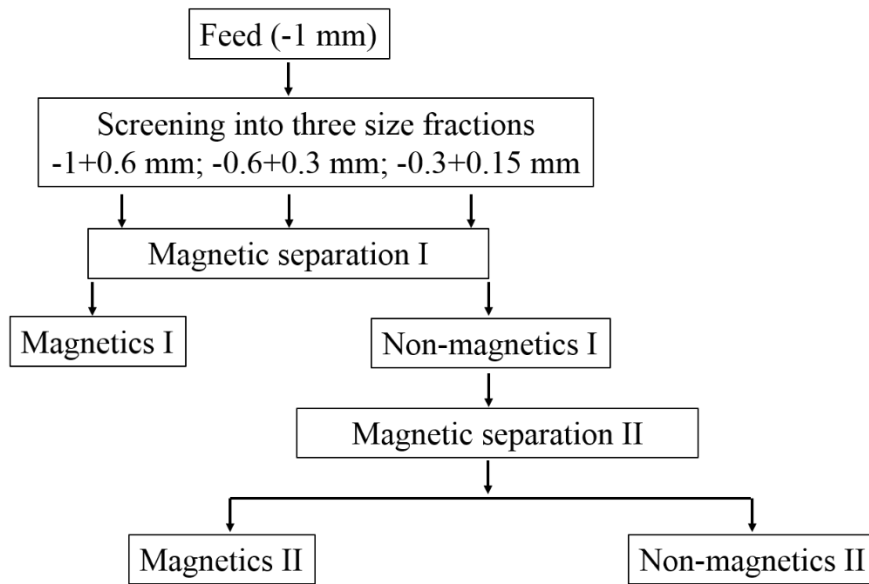 Feed (-1 mm)
Screening into three size fractions
-1+0.6 mm; -0.6+0.3 mm; -0.3+0.15 mm
Magnetic separation I
Magnetics I
Non-magnetics I
Magnetic separation II
Magnetics II
Non-magnetics II